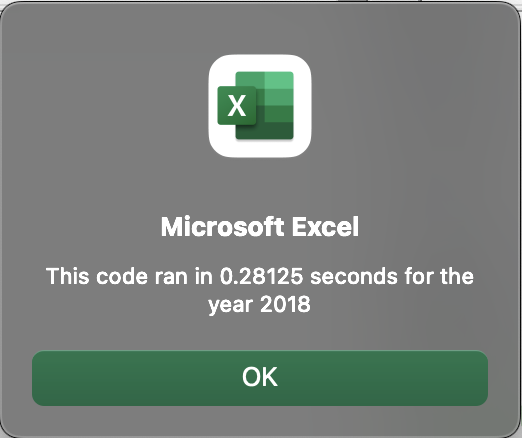 X
Microsoft Excel
This code ran in 0.28125 seconds for the
year 2018
OK